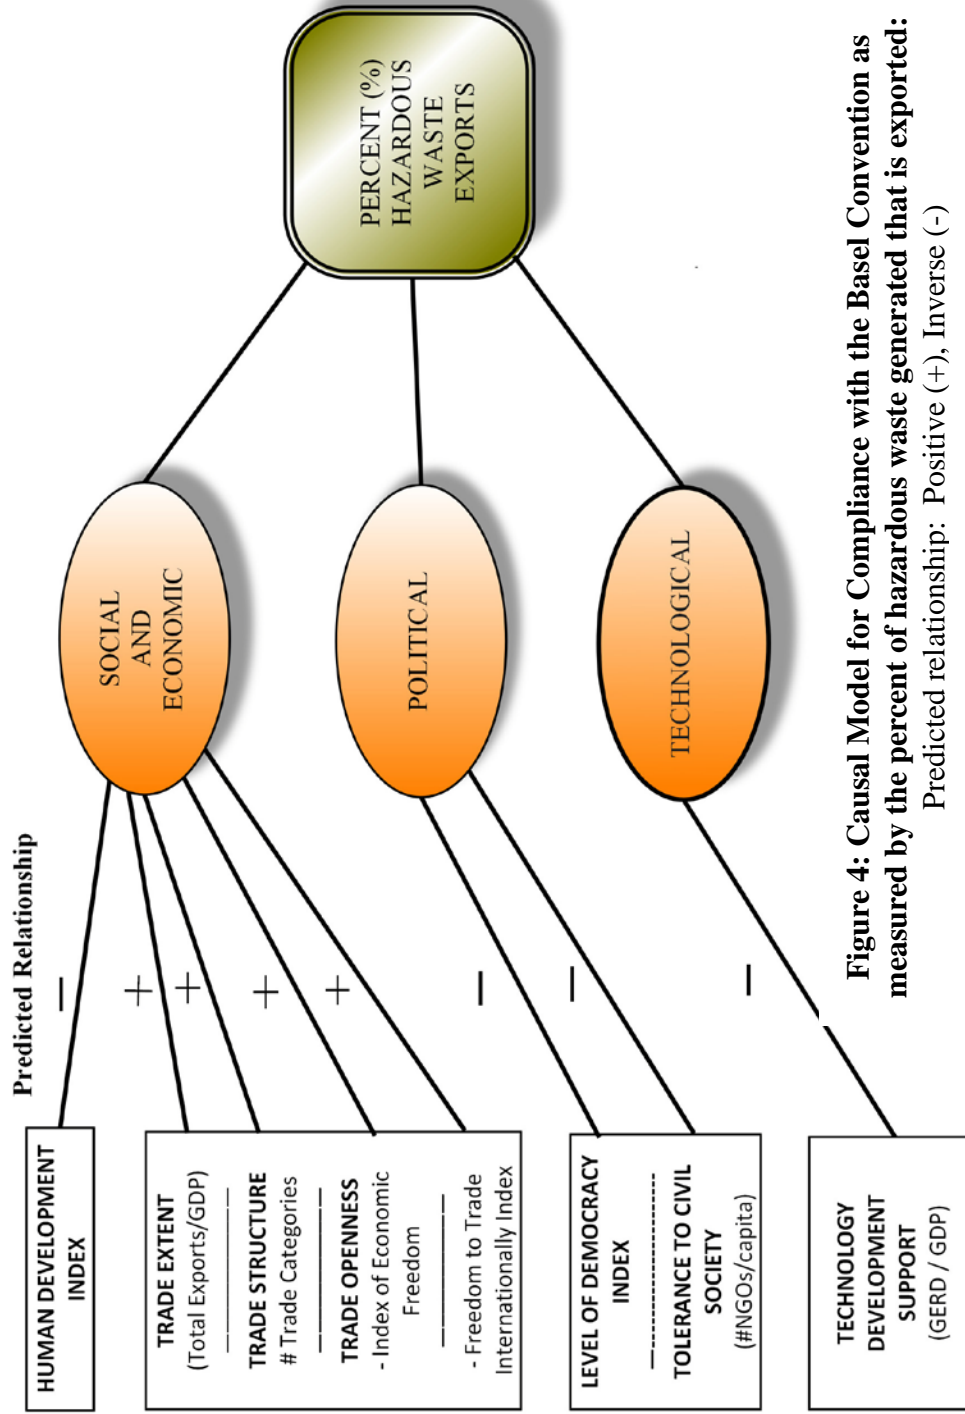 Predicted Relationship
HUMAN DEVELOPMENT
INDEX
—
TRADE EXTENT
(Total Exports/GDP)
+
TRADE STRUCTURE
# Trade Categories
+
TRADE OPENNESS
- Index of Economic
Freedom
+
- Freedom to Trade
Internationally Index
+
LEVEL OF DEMOCRACY
INDEX
—
TOLERANCE TO CIVIL
SOCIETY
(#NGOs/capita)
—
TECHNOLOGY
DEVELOPMENT
SUPPORT
(GERD / GDP)
—
SOCIAL
AND
ECONOMIC
POLITICAL
TECHNOLOGICAL
PERCENT (%)
HAZARDOUS
WASTE
EXPORTS
Figure 4: Causal Model for Compliance with the Basel Convention as
measured by the percent of hazardous waste generated that is exported:
Predicted relationship: Positive (+), Inverse (-)